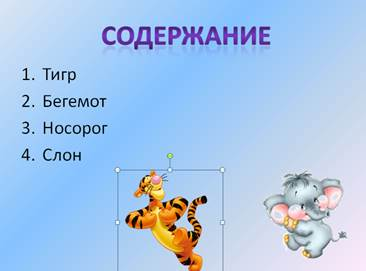 СОДЕРЖАНИЕ
1. Тигр
2. Бегемот
3. Носорог
4. Слон